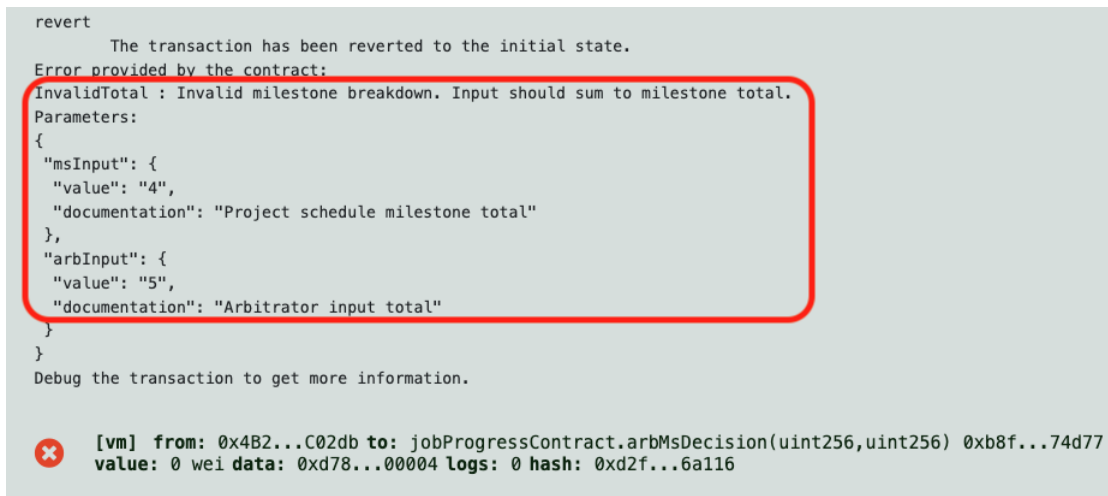 revert
The transaction has been reverted to the initial state.
Error provided by the contract:
InvalidTotal : Invalid milestone breakdown. Input should sum to milestone total.
Parameters:
{
"msInput": {
"value": "4",
"documentation": "Project schedule milestone total"
},
"arbInput": {
"value": "5",
"documentation": "Arbitrator input total"
}
}
Debug the transaction to get more information.
[vm] from: 0x4B2...C02db to: jobProgressContract.arbMsDecision(uint256,uint256) 0xb8f...74d77
value: 0 wei data: 0xd78...00004 logs: 0 hash: 0xd2f...6a116